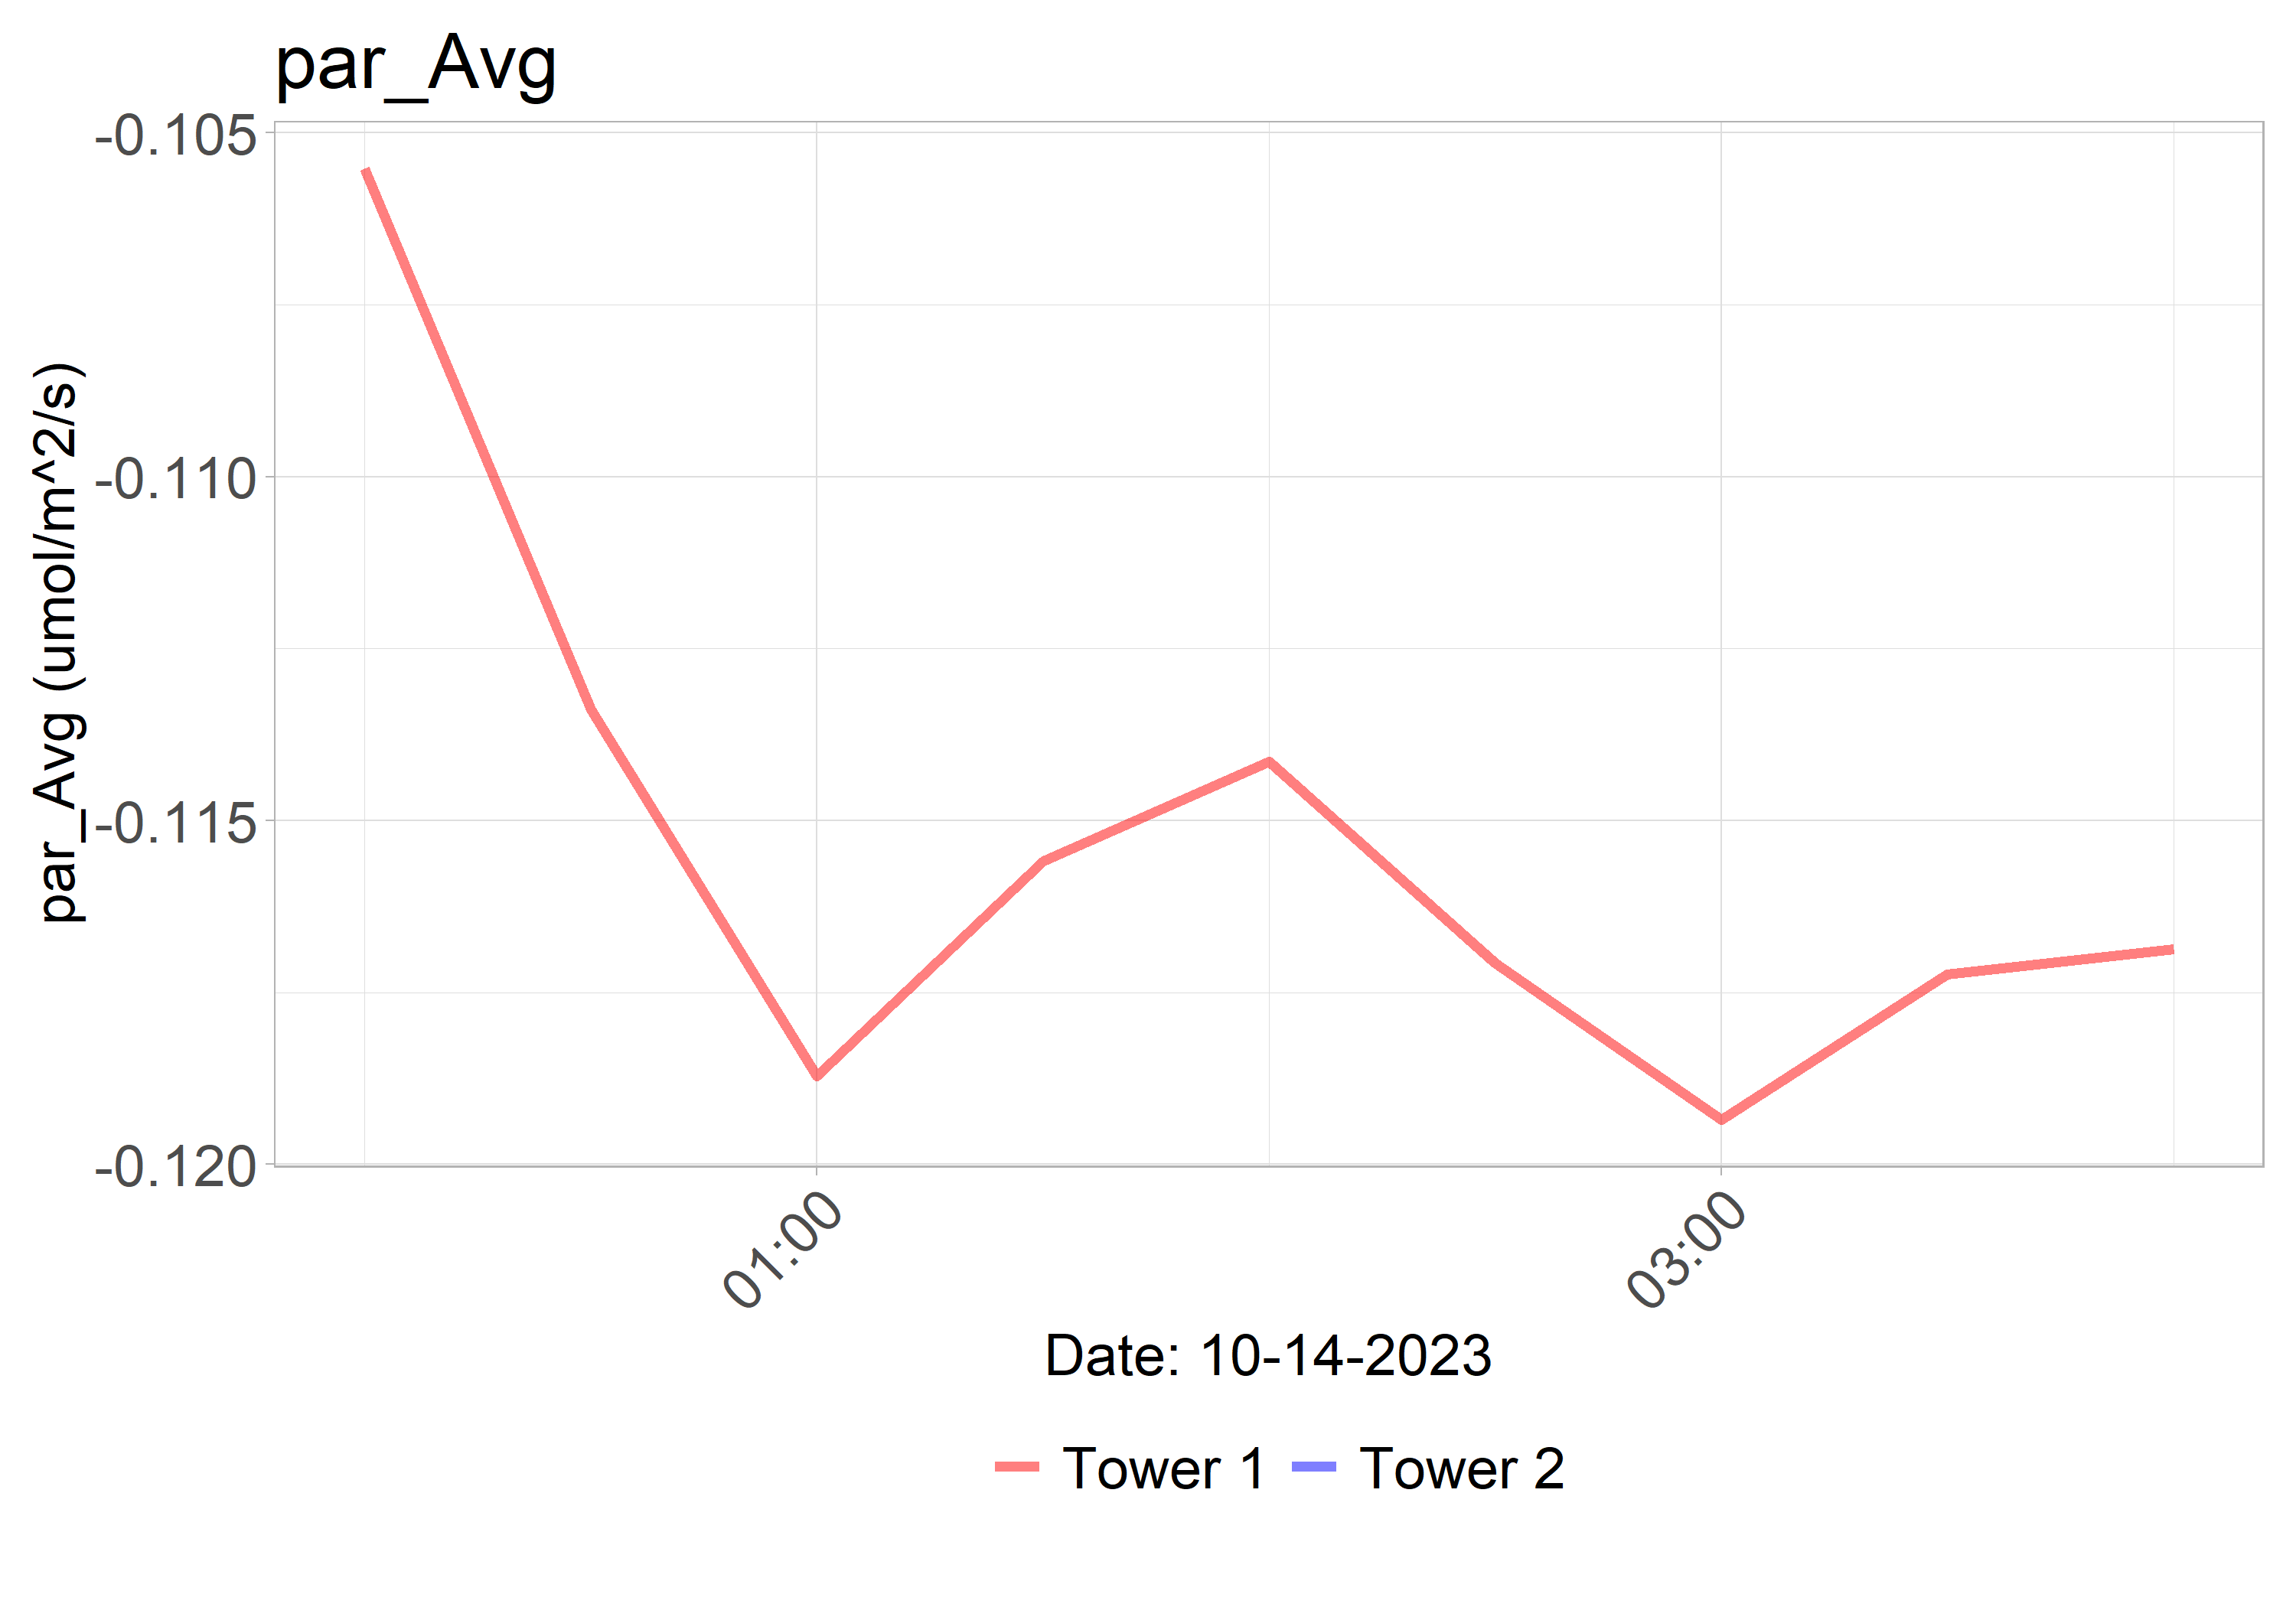 par_Avg
par_Avg (umol/m^2/s)
-0.105
-0.110
-0.115
-0.120
01:00
03:00
Date: 10-14-2023
Tower 1
Tower 2